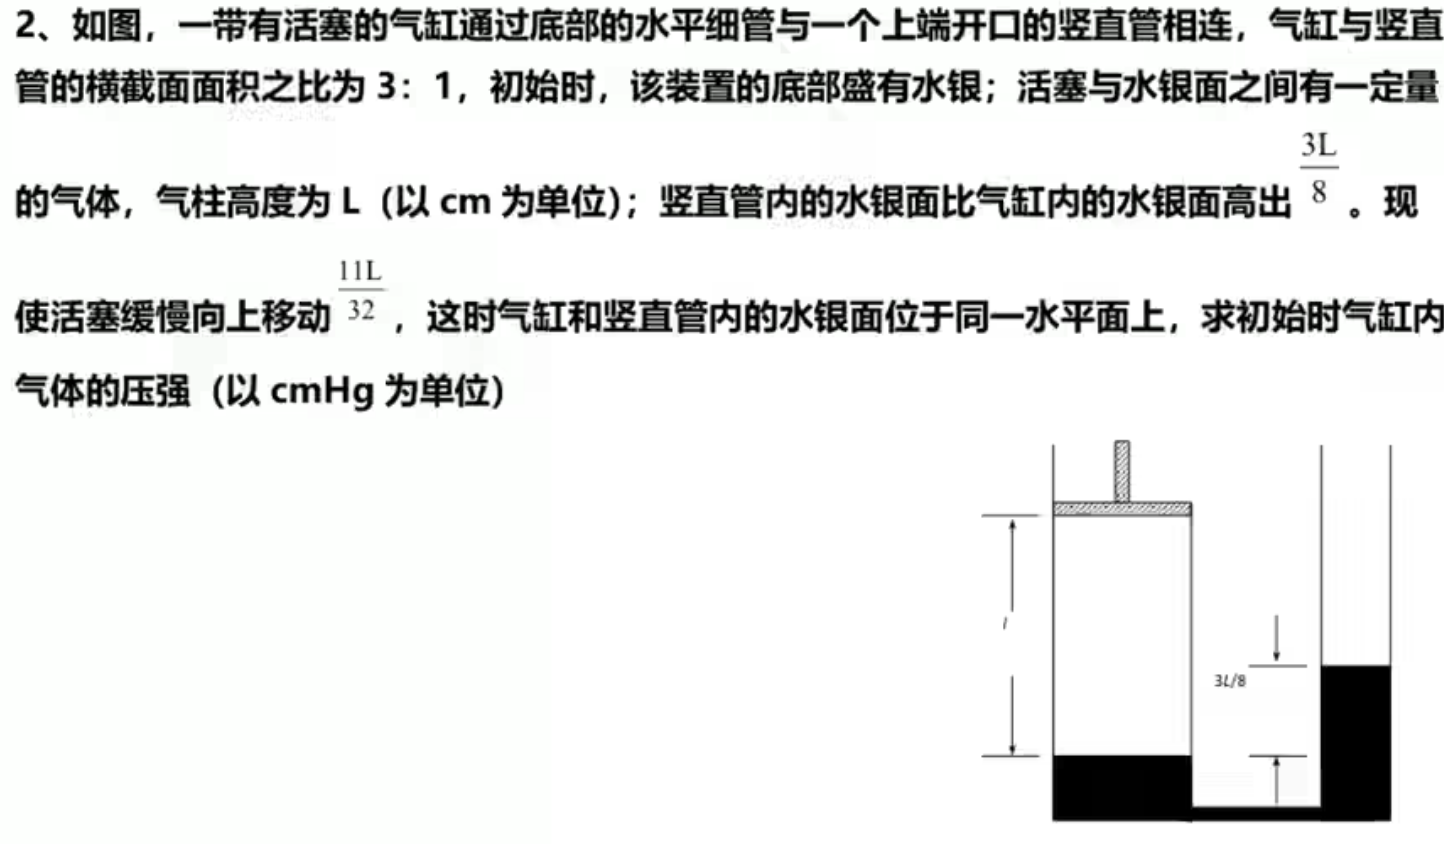 2、如图，一带有活塞的气缸通过底部的水平细管与一个上端开口的竖直管相连，气缸与竖直
管的横截面面积之比为 3：1，初始时，该装置的底部盛有水银；活塞与水银面之间有一定量
的气体，气柱高度为 L（以 cm 为单位）；竖直管内的水银面比气缸内的水银面高出 3L/8 。现
使活塞缓慢向上移动 11L/32 ，这时气缸和竖直管内的水银面位于同一水平面上，求初始时气缸内
气体的压强（以 cmHg 为单位）
l
3L/8